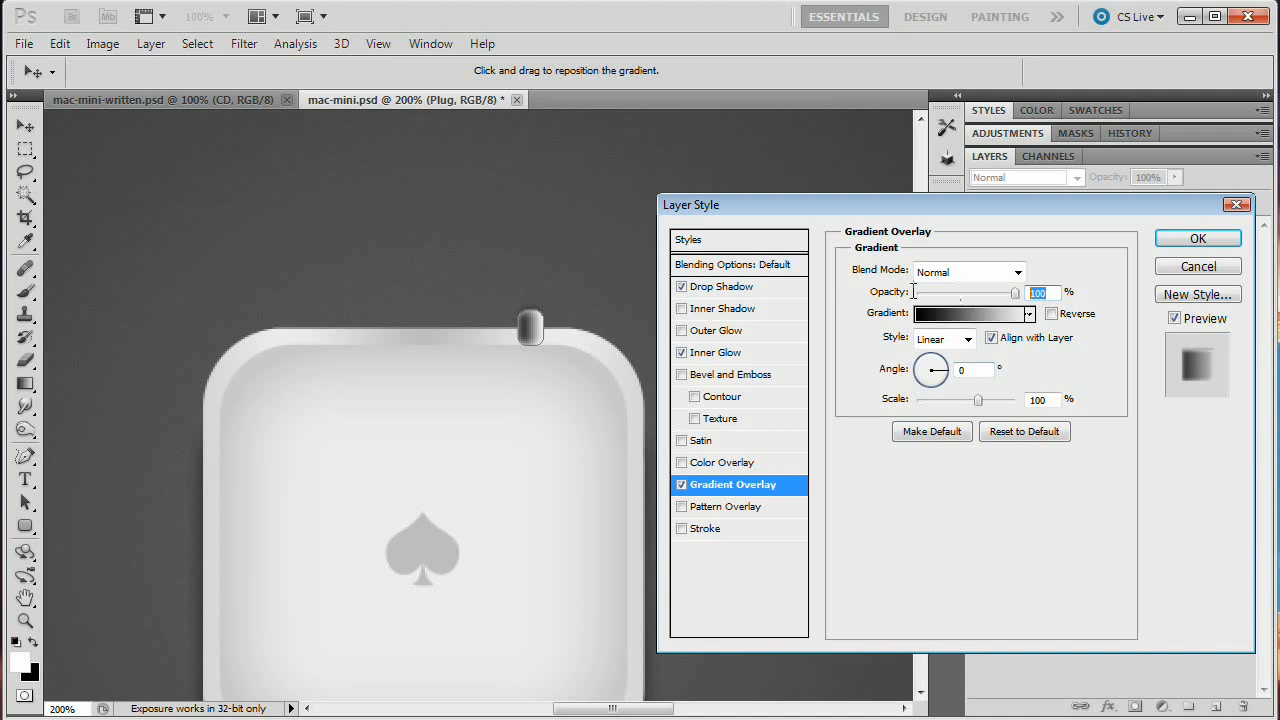 Ps Br Mb 100% ESSENTIALS DESIGN PAINTING CS Live
File Edit Image Layer Select Filter Analysis 3D View Window Help
Click and drag to reposition the gradient.
mac-mini-written.psd @ 100% (CD, RGB/8) mac-mini.psd @ 200% (Plug, RGB/8) *
STYLES COLOR SWATCHES
ADJUSTMENTS MASKS HISTORY
LAYERS CHANNELS
Normal Opacity: 100%
Layer Style
Styles
Blending Options: Default
Drop Shadow
Inner Shadow
Outer Glow
Inner Glow
Bevel and Emboss
Contour
Texture
Satin
Color Overlay
Gradient Overlay
Pattern Overlay
Stroke
Gradient Overlay
Gradient
Blend Mode: Normal
Opacity: 100 %
Gradient: Reverse
Style: Linear Align with Layer
Angle: 0 °
Scale: 100 %
Make Default Reset to Default
OK
Cancel
New Style...
Preview
200% Exposure works in 32-bit only